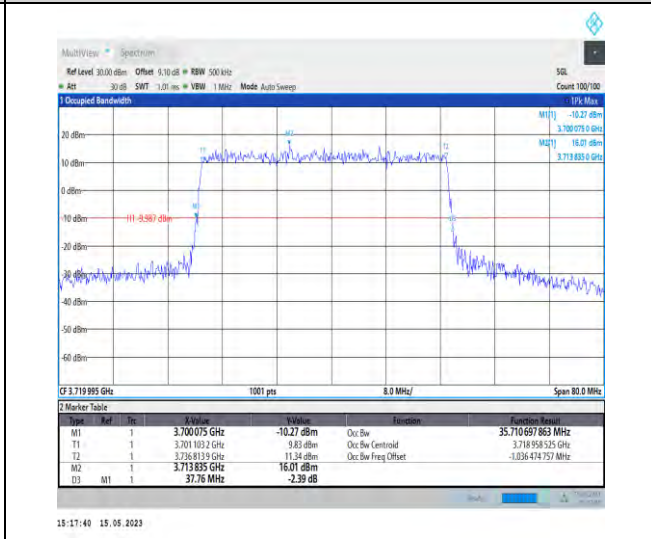 MultiView Spectrum
Ref Level 30.00 dBm Offset 9.10 dB RBW 500 kHz SGL
Att 30 dB SWT 1.01 ms VBW 1 MHz Mode Auto Sweep Count 100/100
1 Occupied Bandwidth 1Pk Max
M1[1] -10.27 dBm
3.700 075 0 GHz
M2[1] 16.01 dBm
3.713 835 0 GHz
20 dBm
M2
T1
T2
10 dBm
0 dBm
M1
-10 dBm
H1 -9.987 dBm
D3
-20 dBm
-30 dBm
-40 dBm
-50 dBm
-60 dBm
CF 3.719 995 GHz 1001 pts 8.0 MHz/ Span 80.0 MHz
2 Marker Table
Type Ref Trc X-Value Y-Value Function Function Result
M1 1 3.700 075 GHz -10.27 dBm Occ Bw 35.710 697 863 MHz
T1 1 3.701 103 2 GHz 9.83 dBm Occ Bw Centroid 3.718 958 525 GHz
T2 1 3.736 813 9 GHz 11.34 dBm Occ Bw Freq Offset -1.036 474 757 MHz
M2 1 3.713 835 GHz 16.01 dBm
D3 M1 1 37.76 MHz -2.39 dB
15:17:40 15.05.2023